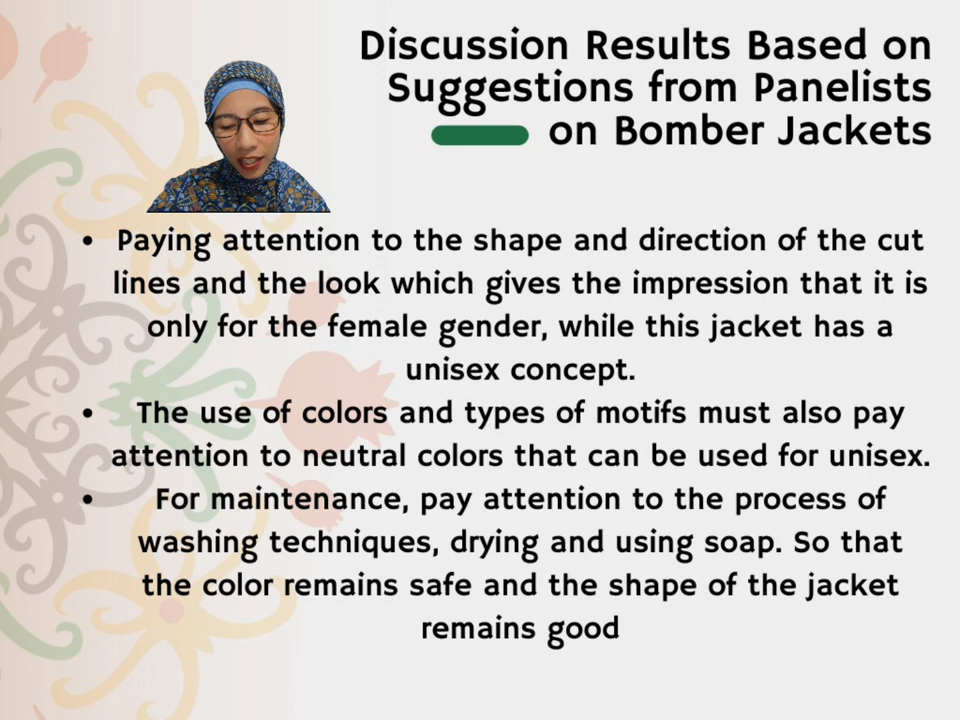 Discussion Results Based on
Suggestions from Panelists
on Bomber Jackets
• Paying attention to the shape and direction of the cut
lines and the look which gives the impression that it is
only for the female gender, while this jacket has a
unisex concept.
• The use of colors and types of motifs must also pay
attention to neutral colors that can be used for unisex.
• For maintenance, pay attention to the process of
washing techniques, drying and using soap. So that
the color remains safe and the shape of the jacket
remains good